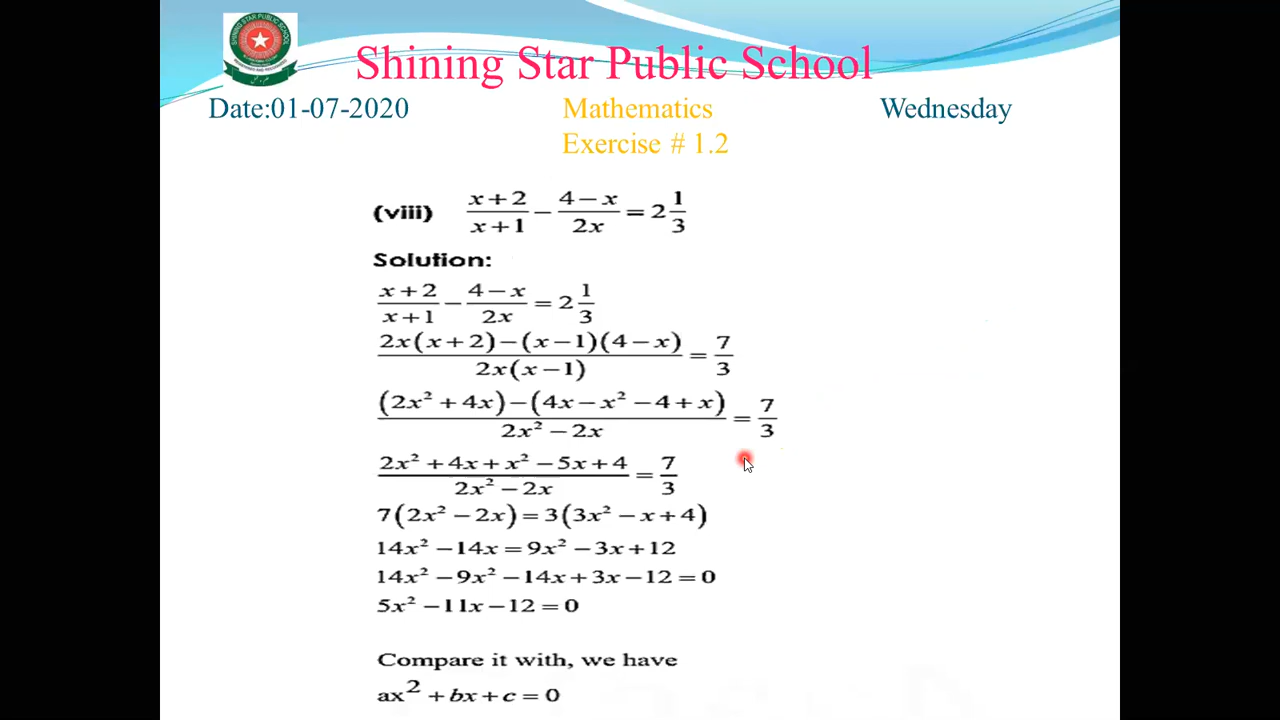 SHINING STAR PUBLIC SCHOOL
Shining Star Public School
Date:01-07-2020 Mathematics Wednesday
Exercise # 1.2
(viii) (x+2)/(x+1) − (4−x)/(2x) = 2 1/3
Solution:
(x+2)/(x+1) − (4−x)/(2x) = 2 1/3
(2x(x+2)−(x−1)(4−x))/(2x(x−1)) = 7/3
((2x²+4x)−(4x−x²−4+x))/(2x²−2x) = 7/3
(2x²+4x+x²−5x+4)/(2x²−2x) = 7/3
7(2x²−2x)=3(3x²−x+4)
14x²−14x=9x²−3x+12
14x²−9x²−14x+3x−12=0
5x²−11x−12=0
Compare it with, we have
ax²+bx+c=0